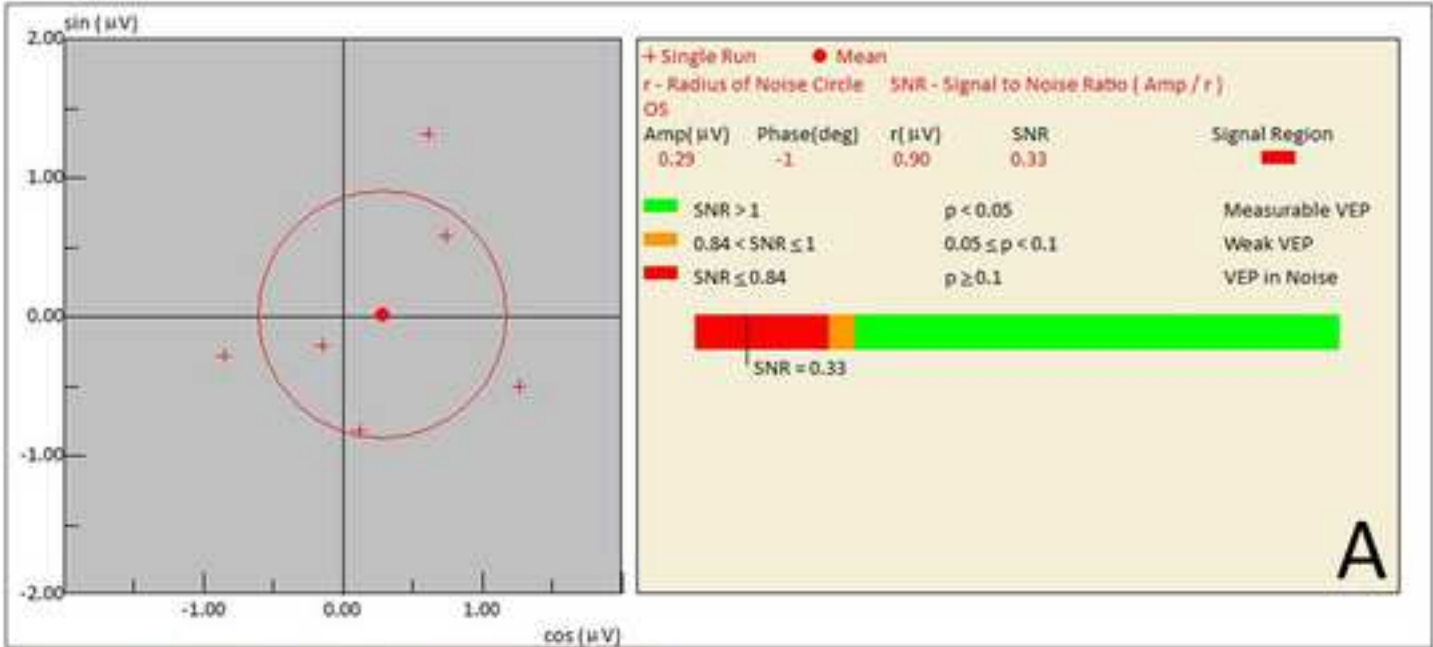 sin ( µV)
2.00
1.00
0.00
-1.00
-2.00
-1.00 0.00 1.00
cos (µV)
+ Single Run ● Mean
r - Radius of Noise Circle SNR - Signal to Noise Ratio ( Amp / r )
OS
Amp( µV) Phase(deg) r( µV) SNR Signal Region
0.29 -1 0.90 0.33
SNR > 1 p < 0.05 Measurable VEP
0.84 < SNR ≤ 1 0.05 ≤ p < 0.1 Weak VEP
SNR ≤ 0.84 p ≥ 0.1 VEP in Noise
SNR = 0.33
A